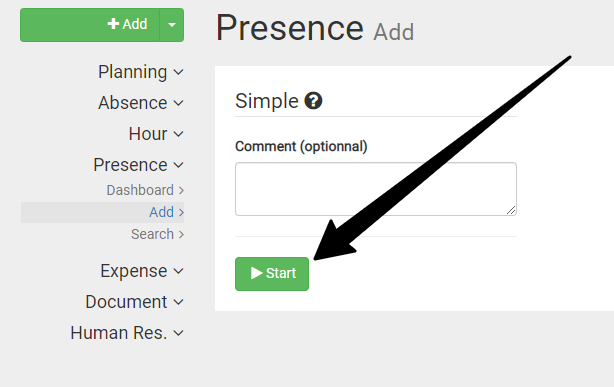 Add
Presence Add
Planning
Absence
Hour
Presence
Dashboard
Add
Search
Expense
Document
Human Res.
Simple
Comment (optionnal)
Start